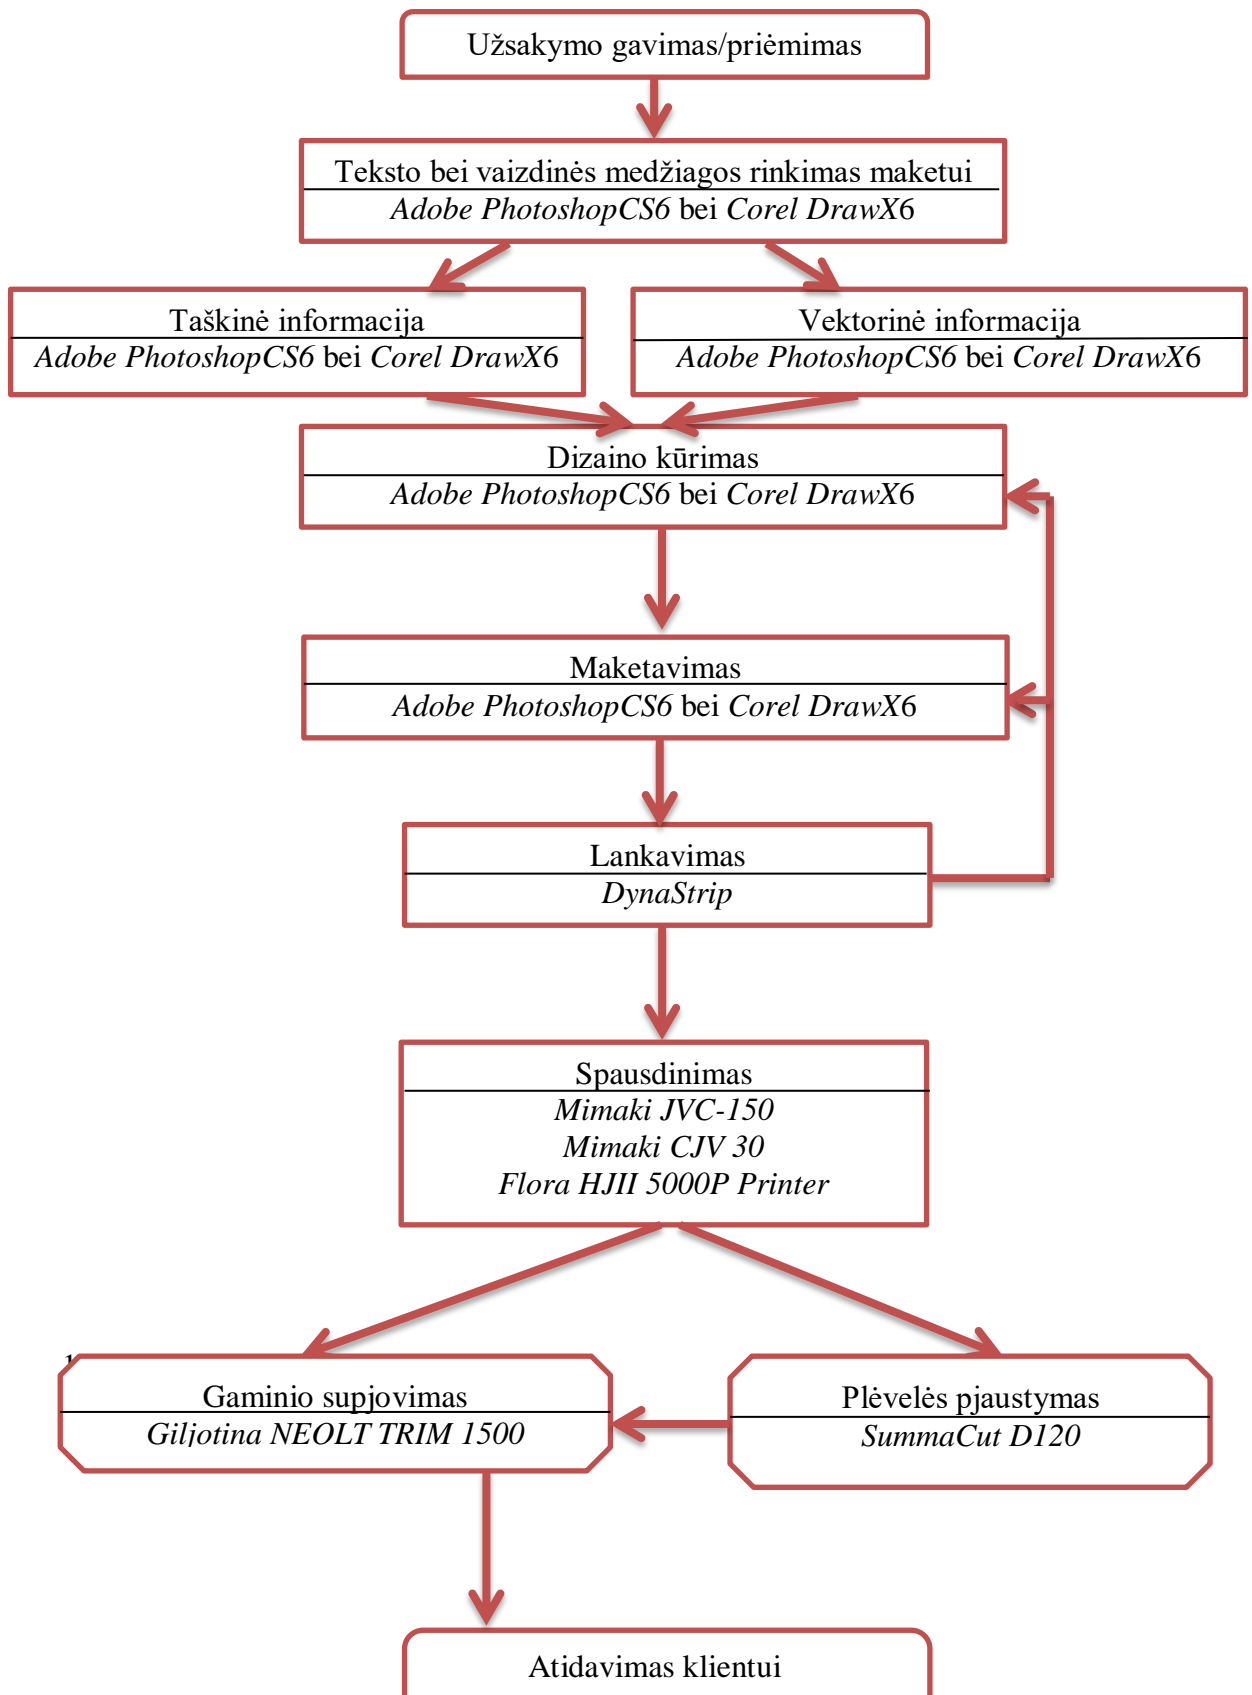 Užsakymo gavimas/priėmimas
Teksto bei vaizdinės medžiagos rinkimas maketui
Adobe PhotoshopCS6 bei Corel DrawX6
Taškinė informacija
Adobe PhotoshopCS6 bei Corel DrawX6
Vektorinė informacija
Adobe PhotoshopCS6 bei Corel DrawX6
Dizaino kūrimas
Adobe PhotoshopCS6 bei Corel DrawX6
Maketavimas
Adobe PhotoshopCS6 bei Corel DrawX6
Lankavimas
DynaStrip
Spausdinimas
Mimaki JVC-150
Mimaki CJV 30
Flora HJII 5000P Printer
Gaminio supjovimas
Giljotina NEOLT TRIM 1500
Plėvelės pjaustymas
SummaCut D120
Atidavimas klientui